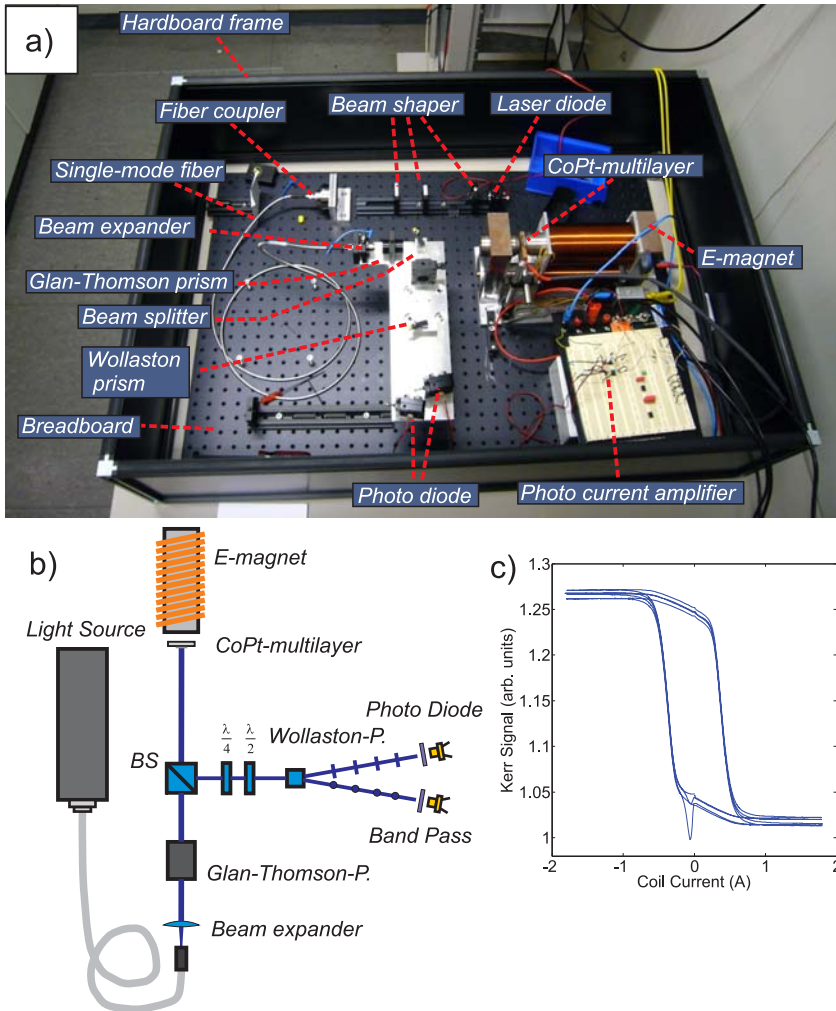 a)
Hardboard frame
Fiber coupler
Beam shaper
Laser diode
Single-mode fiber
CoPt-multilayer
Beam expander
E-magnet
Glan-Thomson prism
Beam splitter
Wollaston
prism
Breadboard
Photo diode
Photo current amplifier
b)
E-magnet
Light Source
CoPt-multilayer
BS
λ/4
λ/2
Wollaston-P.
Photo Diode
Band Pass
Glan-Thomson-P.
Beam expander
c)
Kerr Signal (arb. units)
1.3
1.25
1.2
1.15
1.1
1.05
1
-2
-1
0
1
2
Coil Current (A)